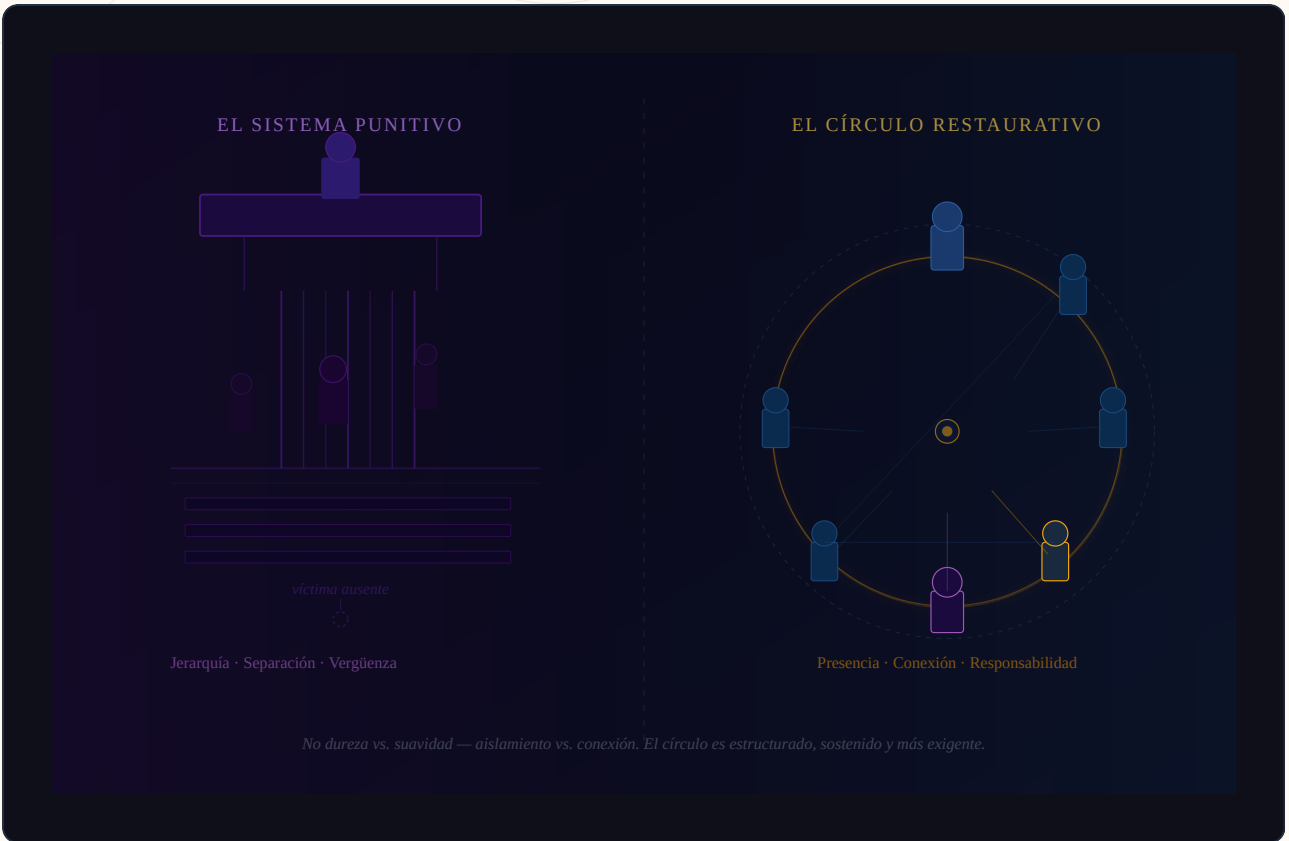 EL SISTEMA PUNITIVO
EL CÍRCULO RESTAURATIVO
víctima ausente
Jerarquía · Separación · Vergüenza
Presencia · Conexión · Responsabilidad
No dureza vs. suavidad — aislamiento vs. conexión. El círculo es estructurado, sostenido y más exigente.